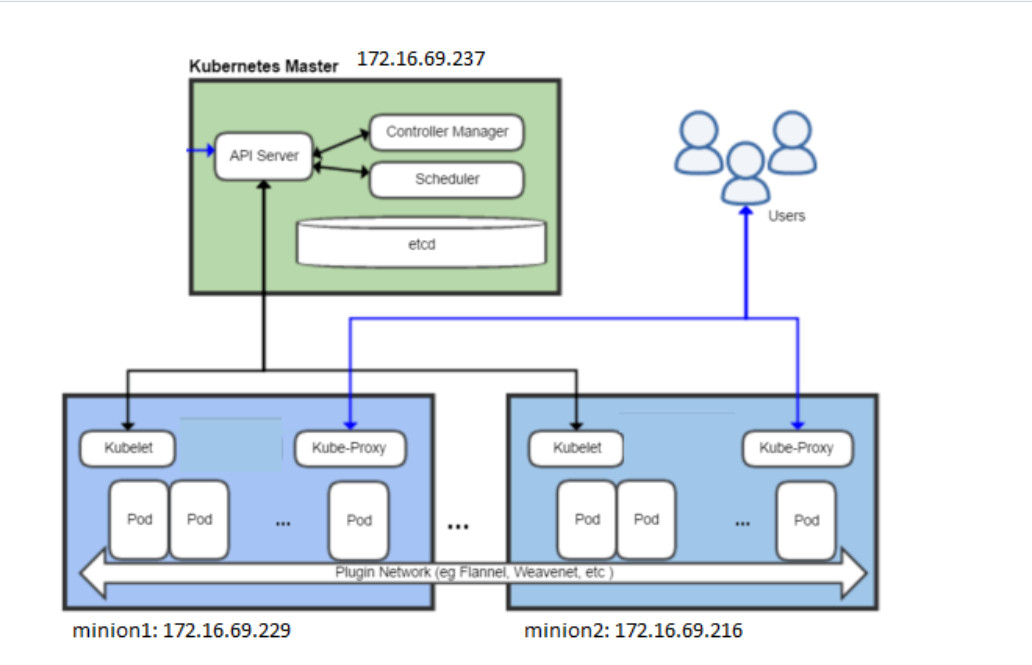 Kubernetes Master 172.16.69.237
API Server
Controller Manager
Scheduler
etcd
Users
Kubelet
Kube-Proxy
Kubelet
Kube-Proxy
Pod Pod ... Pod
...
Pod Pod ... Pod
Plugin Network (eg Flannel, Weavenet, etc )
minion1: 172.16.69.229
minion2: 172.16.69.216